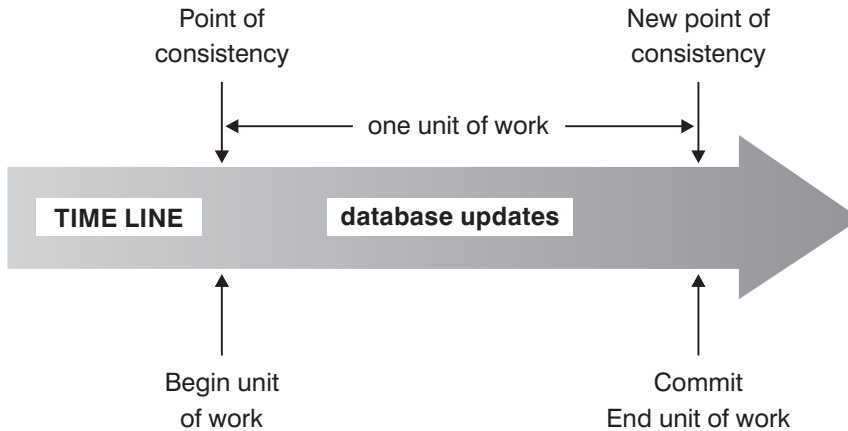 Point of
consistency
New point of
consistency
one unit of work
TIME LINE
database updates
Begin unit
of work
Commit
End unit of work